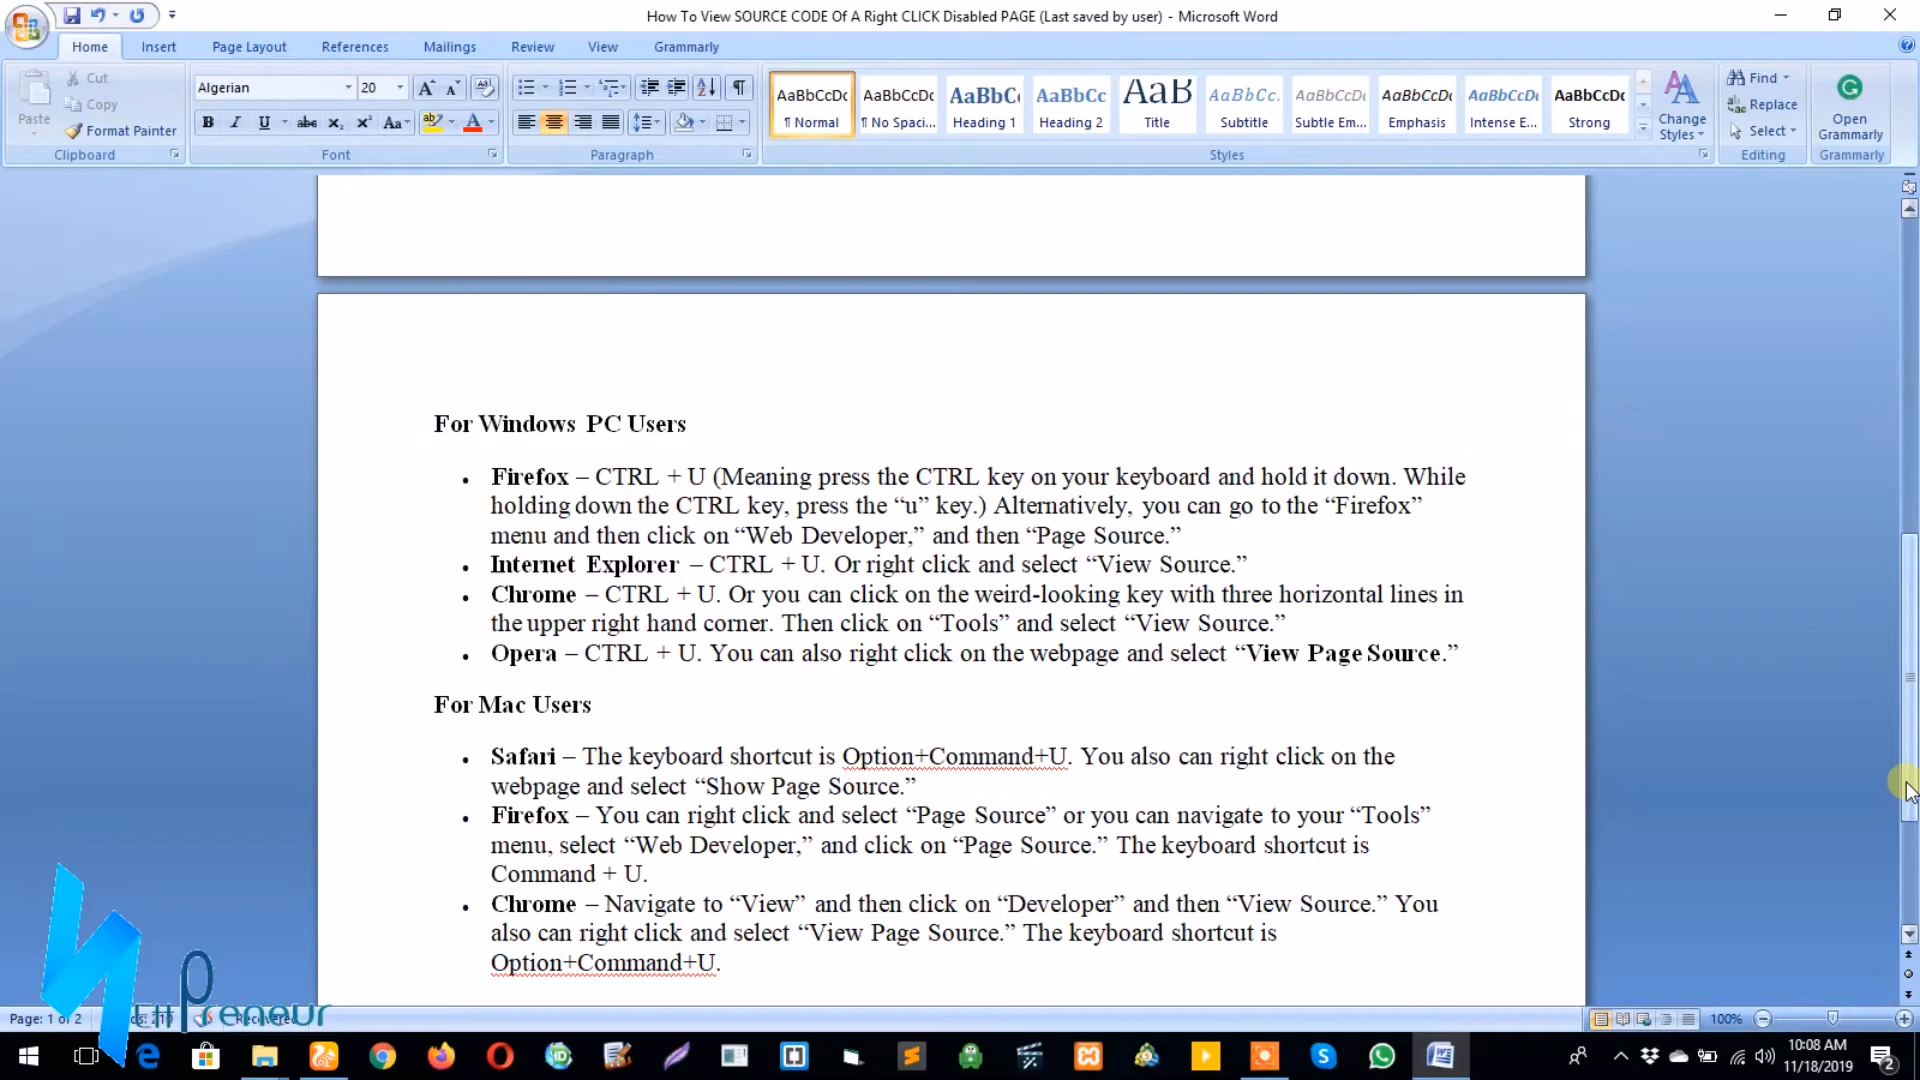 How To View SOURCE CODE Of A Right CLICK Disabled PAGE (Last saved by user) - Microsoft Word
Home Insert Page Layout References Mailings Review View Grammarly
Paste
Cut
Copy
Format Painter
Clipboard
Algerian 20
Font
Paragraph
AaBbCcDc AaBbCcDc AaBbC AaBbCc AaB AaBbCc. AaBbCcDc AaBbCcDc AaBbCcDc AaBbCcDc
¶ Normal ¶ No Spaci... Heading 1 Heading 2 Title Subtitle Subtle Em... Emphasis Intense E... Strong
Change Styles
Styles
Find
Replace
Select
Editing
Open Grammarly
Grammarly
For Windows PC Users
• Firefox – CTRL + U (Meaning press the CTRL key on your keyboard and hold it down. While
holding down the CTRL key, press the “u” key.) Alternatively, you can go to the “Firefox”
menu and then click on “Web Developer,” and then “Page Source.”
• Internet Explorer – CTRL + U. Or right click and select “View Source.”
• Chrome – CTRL + U. Or you can click on the weird-looking key with three horizontal lines in
the upper right hand corner. Then click on “Tools” and select “View Source.”
• Opera – CTRL + U. You can also right click on the webpage and select “View Page Source.”
For Mac Users
• Safari – The keyboard shortcut is Option+Command+U. You also can right click on the
webpage and select “Show Page Source.”
• Firefox – You can right click and select “Page Source” or you can navigate to your “Tools”
menu, select “Web Developer,” and click on “Page Source.” The keyboard shortcut is
Command + U.
• Chrome – Navigate to “View” and then click on “Developer” and then “View Source.” You
also can right click and select “View Page Source.” The keyboard shortcut is
Option+Command+U.
Page: 1 of 2
100%
10:08 AM
11/18/2019
2